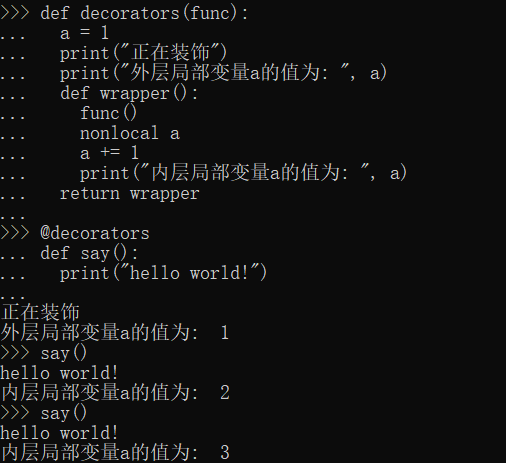 >>> def decorators(func):
...   a = 1
...   print("正在装饰")
...   print("外层局部变量a的值为: ", a)
...   def wrapper():
...     func()
...     nonlocal a
...     a += 1
...     print("内层局部变量a的值为: ", a)
...   return wrapper
...
>>> @decorators
... def say():
...   print("hello world!")
...
正在装饰
外层局部变量a的值为:  1
>>> say()
hello world!
内层局部变量a的值为:  2
>>> say()
hello world!
内层局部变量a的值为:  3